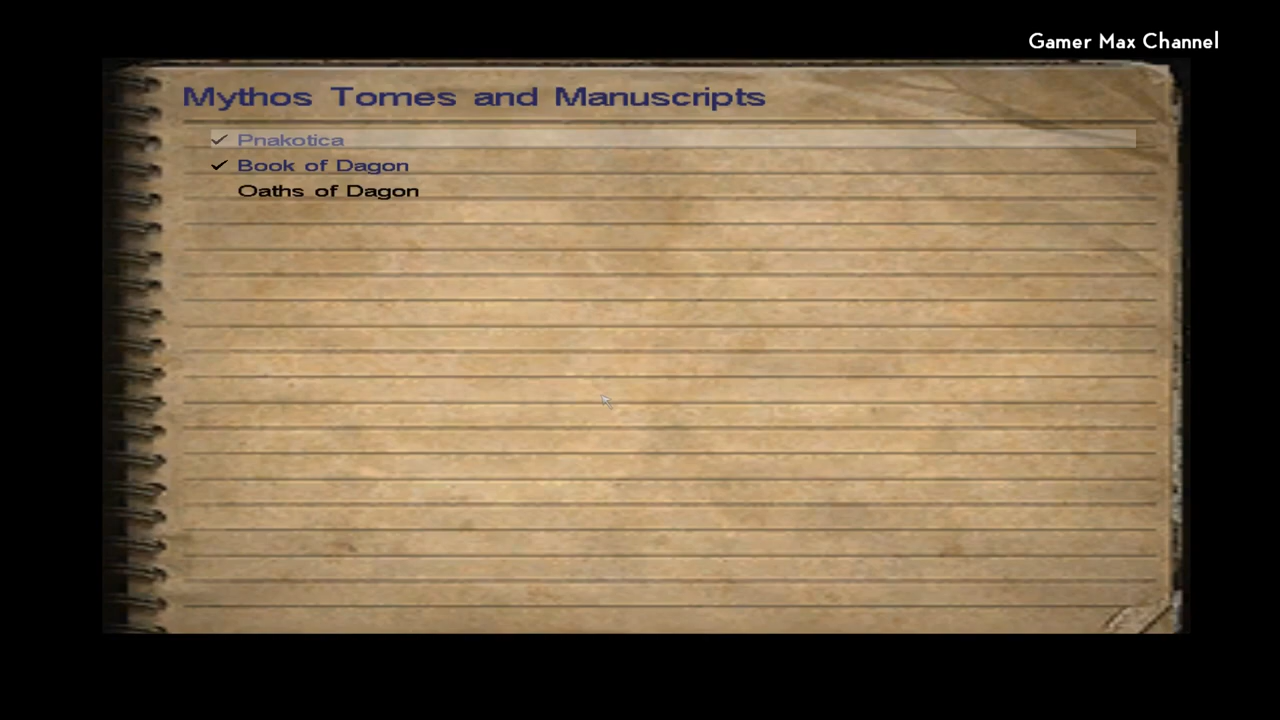 Gamer Max Channel
Mythos Tomes and Manuscripts
✓ Pnakotica
✓ Book of Dagon
Oaths of Dagon